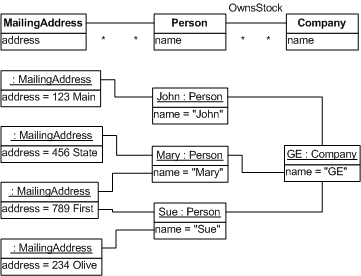 OwnsStock
MailingAddress Person Company
address * * name * * name
: MailingAddress
address = 123 Main
John : Person
name = "John"
: MailingAddress
address = 456 State
Mary : Person
name = "Mary"
GE : Company
name = "GE"
: MailingAddress
address = 789 First
Sue : Person
name = "Sue"
: MailingAddress
address = 234 Olive